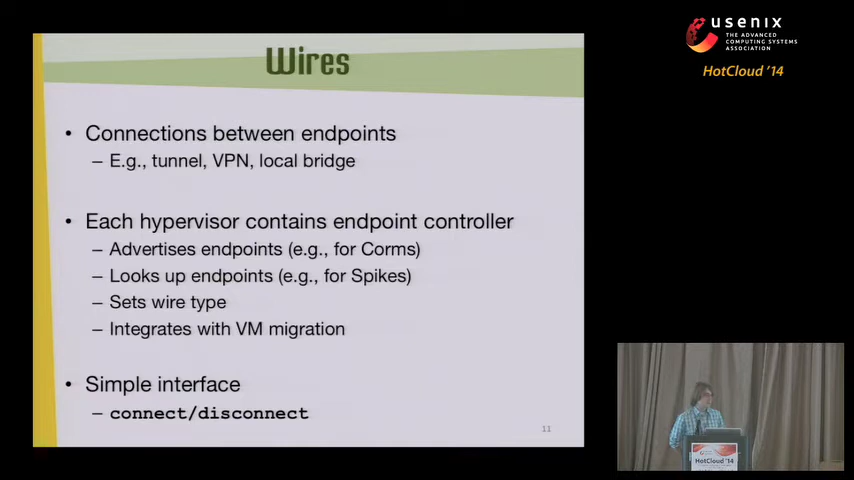 Wires
• Connections between endpoints
– E.g., tunnel, VPN, local bridge
• Each hypervisor contains endpoint controller
– Advertises endpoints (e.g., for Corms)
– Looks up endpoints (e.g., for Spikes)
– Sets wire type
– Integrates with VM migration
• Simple interface
– connect/disconnect
11
usenix
THE ADVANCED
COMPUTING SYSTEMS
ASSOCIATION
HotCloud '14
HotCloud '14